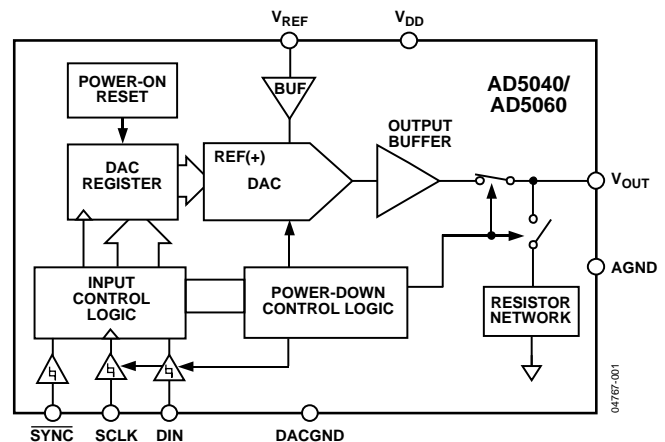 VREF
VDD
POWER-ON
RESET
BUF
AD5040/
AD5060
OUTPUT
BUFFER
REF(+)
DAC
DAC
REGISTER
VOUT
INPUT
CONTROL
LOGIC
POWER-DOWN
CONTROL LOGIC
AGND
RESISTOR
NETWORK
SYNC
SCLK
DIN
DACGND
04767-001